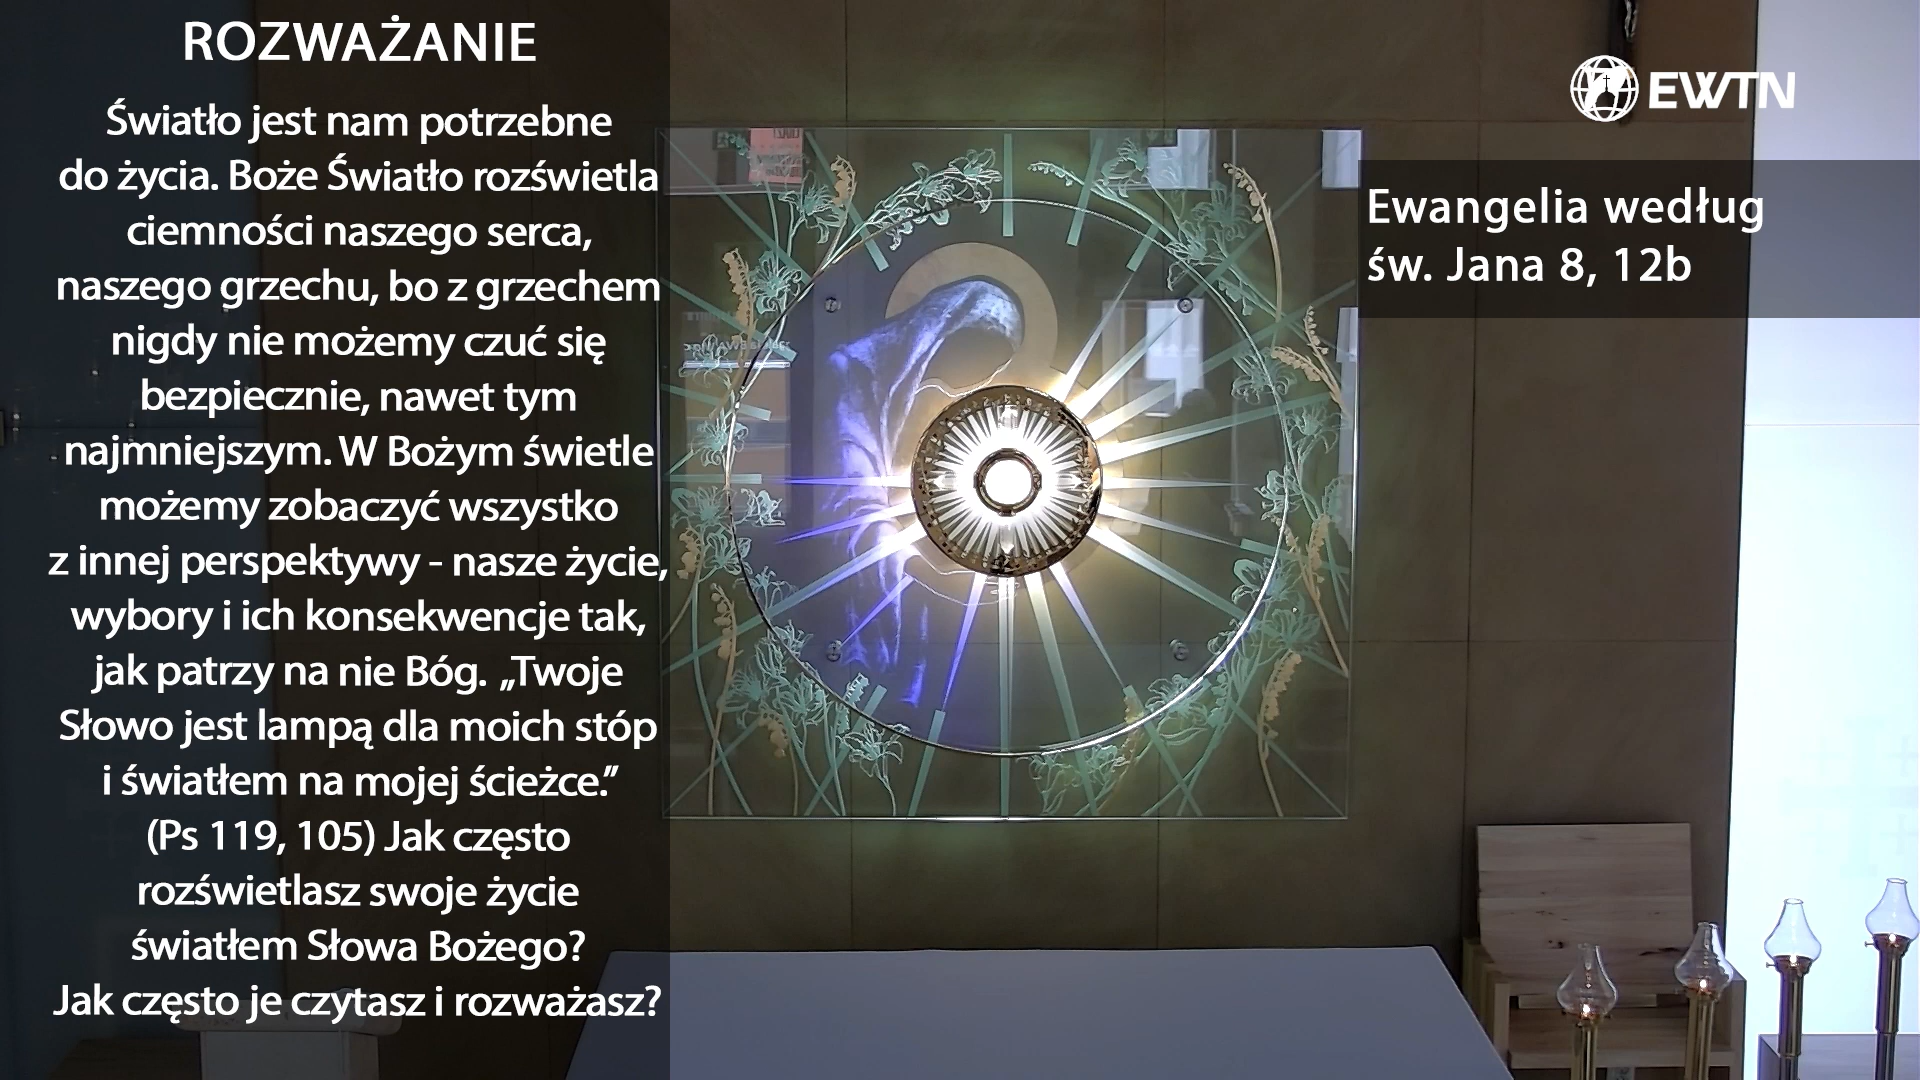 ROZWAŻANIE
Światło jest nam potrzebne
do życia. Boże Światło rozświetla
ciemności naszego serca,
naszego grzechu, bo z grzechem
nigdy nie możemy czuć się
bezpiecznie, nawet tym
najmniejszym. W Bożym świetle
możemy zobaczyć wszystko
z innej perspektywy - nasze życie,
wybory i ich konsekwencje tak,
jak patrzy na nie Bóg. „Twoje
Słowo jest lampą dla moich stóp
i światłem na mojej ścieżce.”
(Ps 119, 105) Jak często
rozświetlasz swoje życie
światłem Słowa Bożego?
Jak często je czytasz i rozważasz?
EWTN
Ewangelia według
św. Jana 8, 12b